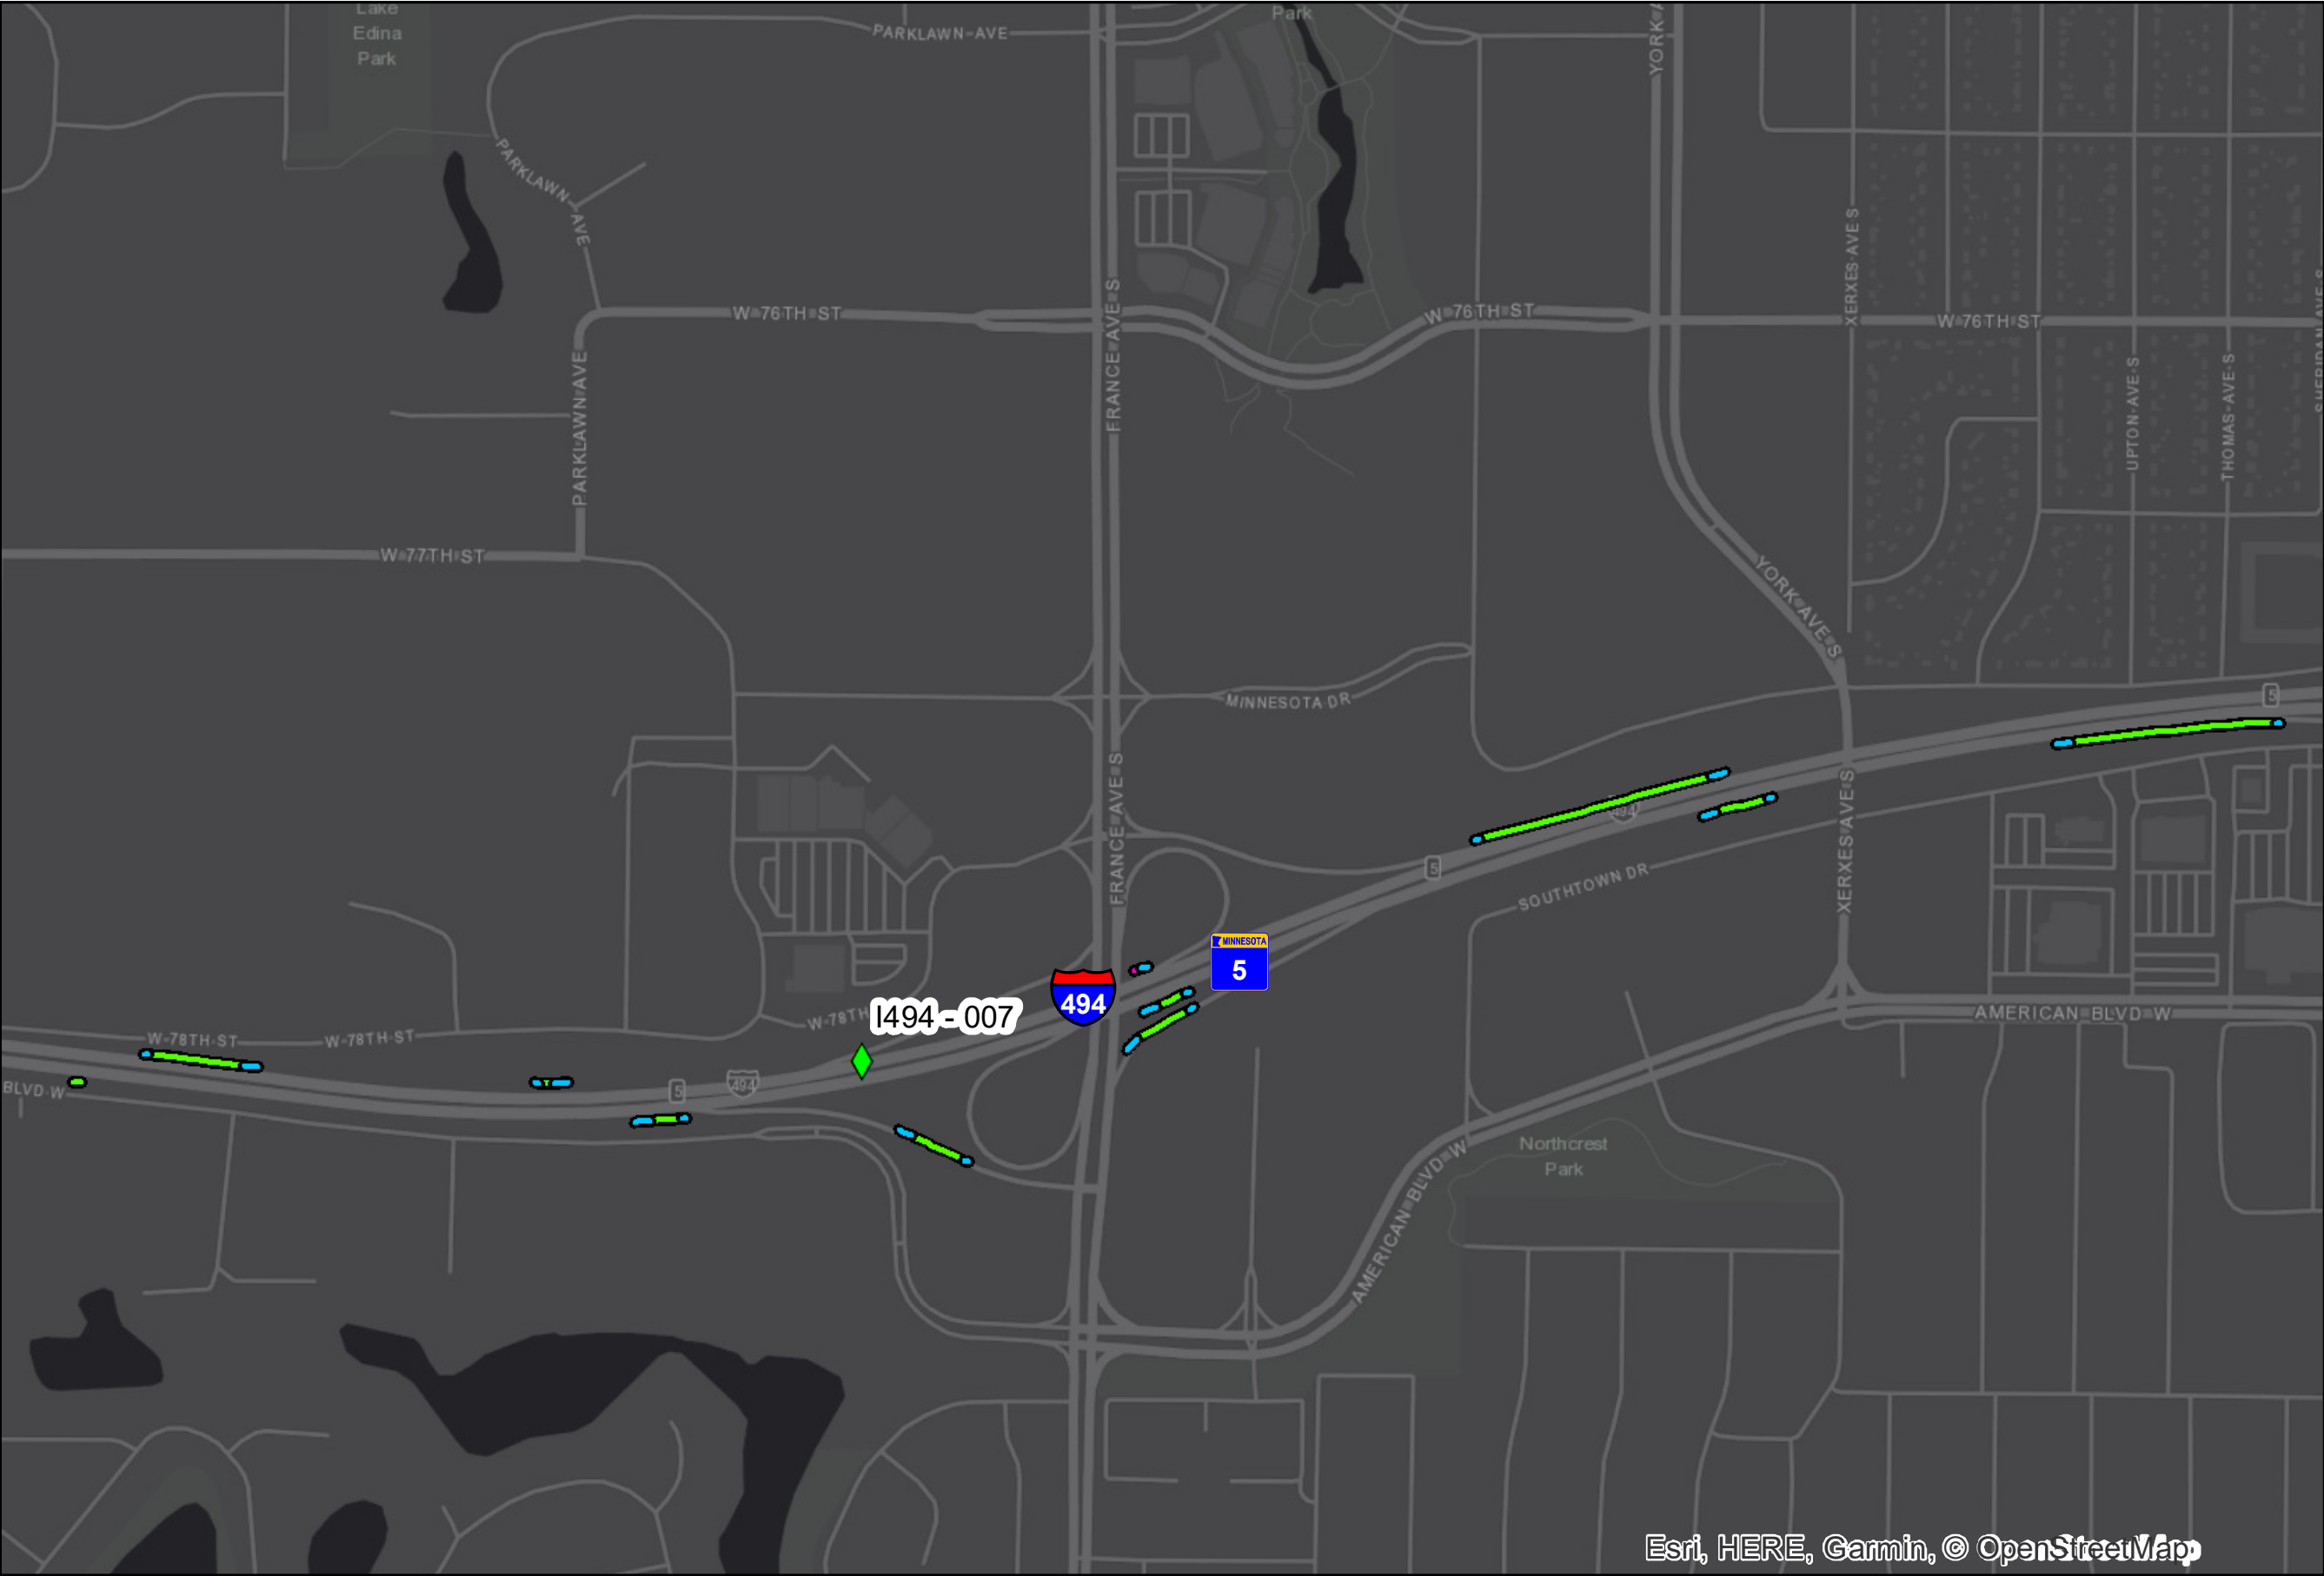 Lake
Edina
Park
PARKLAWN AVE
Park
PARKLAWN
AVE
W 76TH ST
FRANCE AVE S
W 76TH ST
XERXES AVE S
W 76TH ST
PARKLAWN AVE
UPTON AVE S
THOMAS AVE S
W 77TH ST
YORK AVE S
MINNESOTA DR
5
FRANCE AVE S
494
5
SOUTHTOWN DR
XERXES AVE S
MINNESOTA
5
494
I494 - 007
W 78TH
W 78TH ST
W 78TH ST
AMERICAN BLVD W
BLVD W
5
494
Northcrest
Park
AMERICAN BLVD W
Esri, HERE, Garmin, © OpenStreetMap